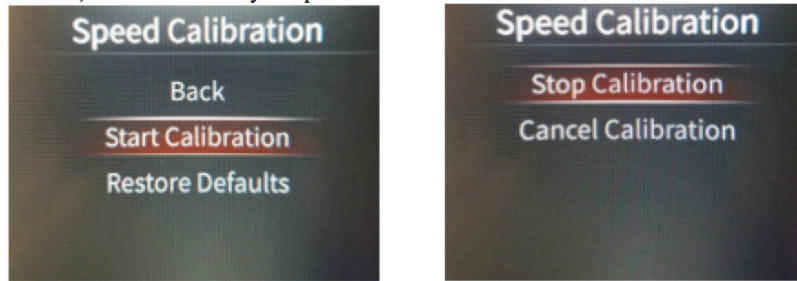 Speed Calibration
Back
Start Calibration
Restore Defaults
Speed Calibration
Stop Calibration
Cancel Calibration